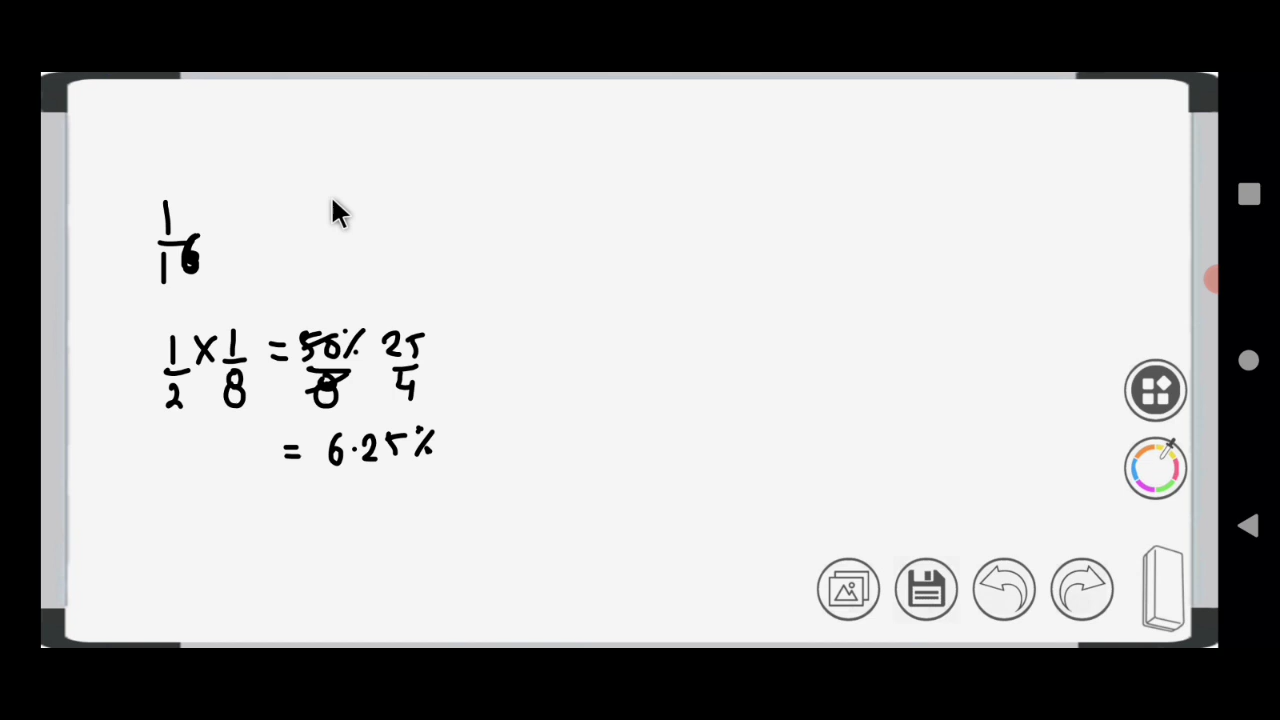 1
16
1/2 × 1/8 = 50%/8 25/4
= 6.25%